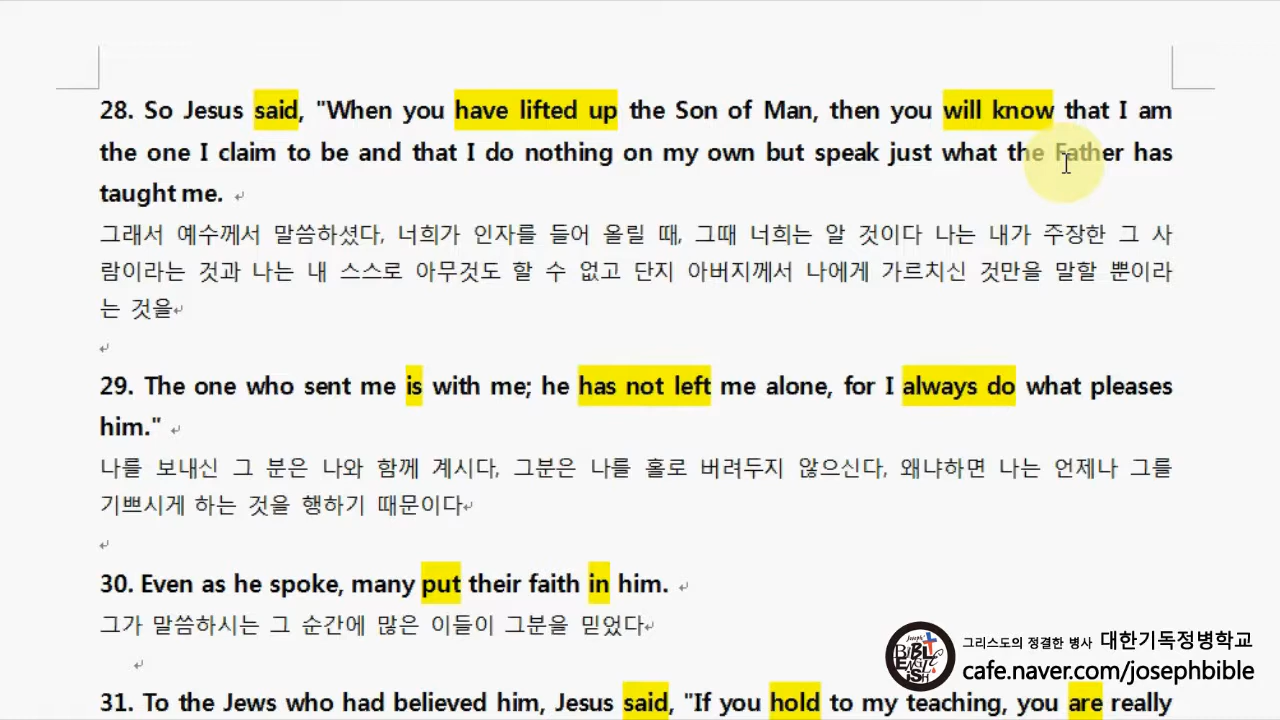 28. So Jesus said, "When you have lifted up the Son of Man, then you will know that I am
the one I claim to be and that I do nothing on my own but speak just what the Father has
taught me.
그래서 예수께서 말씀하셨다, 너희가 인자를 들어 올릴 때, 그때 너희는 알 것이다 나는 내가 주장한 그 사
람이라는 것과 나는 내 스스로 아무것도 할 수 없고 단지 아버지께서 나에게 가르치신 것만을 말할 뿐이라
는 것을
29. The one who sent me is with me; he has not left me alone, for I always do what pleases
him."
나를 보내신 그 분은 나와 함께 계시다, 그분은 나를 홀로 버려두지 않으신다, 왜냐하면 나는 언제나 그를
기쁘시게 하는 것을 행하기 때문이다
30. Even as he spoke, many put their faith in him.
그가 말씀하시는 그 순간에 많은 이들이 그분을 믿었다
31. To the Jews who had believed him, Jesus said, "If you hold to my teaching, you are really
Joseph's
BIBLE
ENGLISH
그리스도의 정결한 병사 대한기독정병학교
cafe.naver.com/josephbible